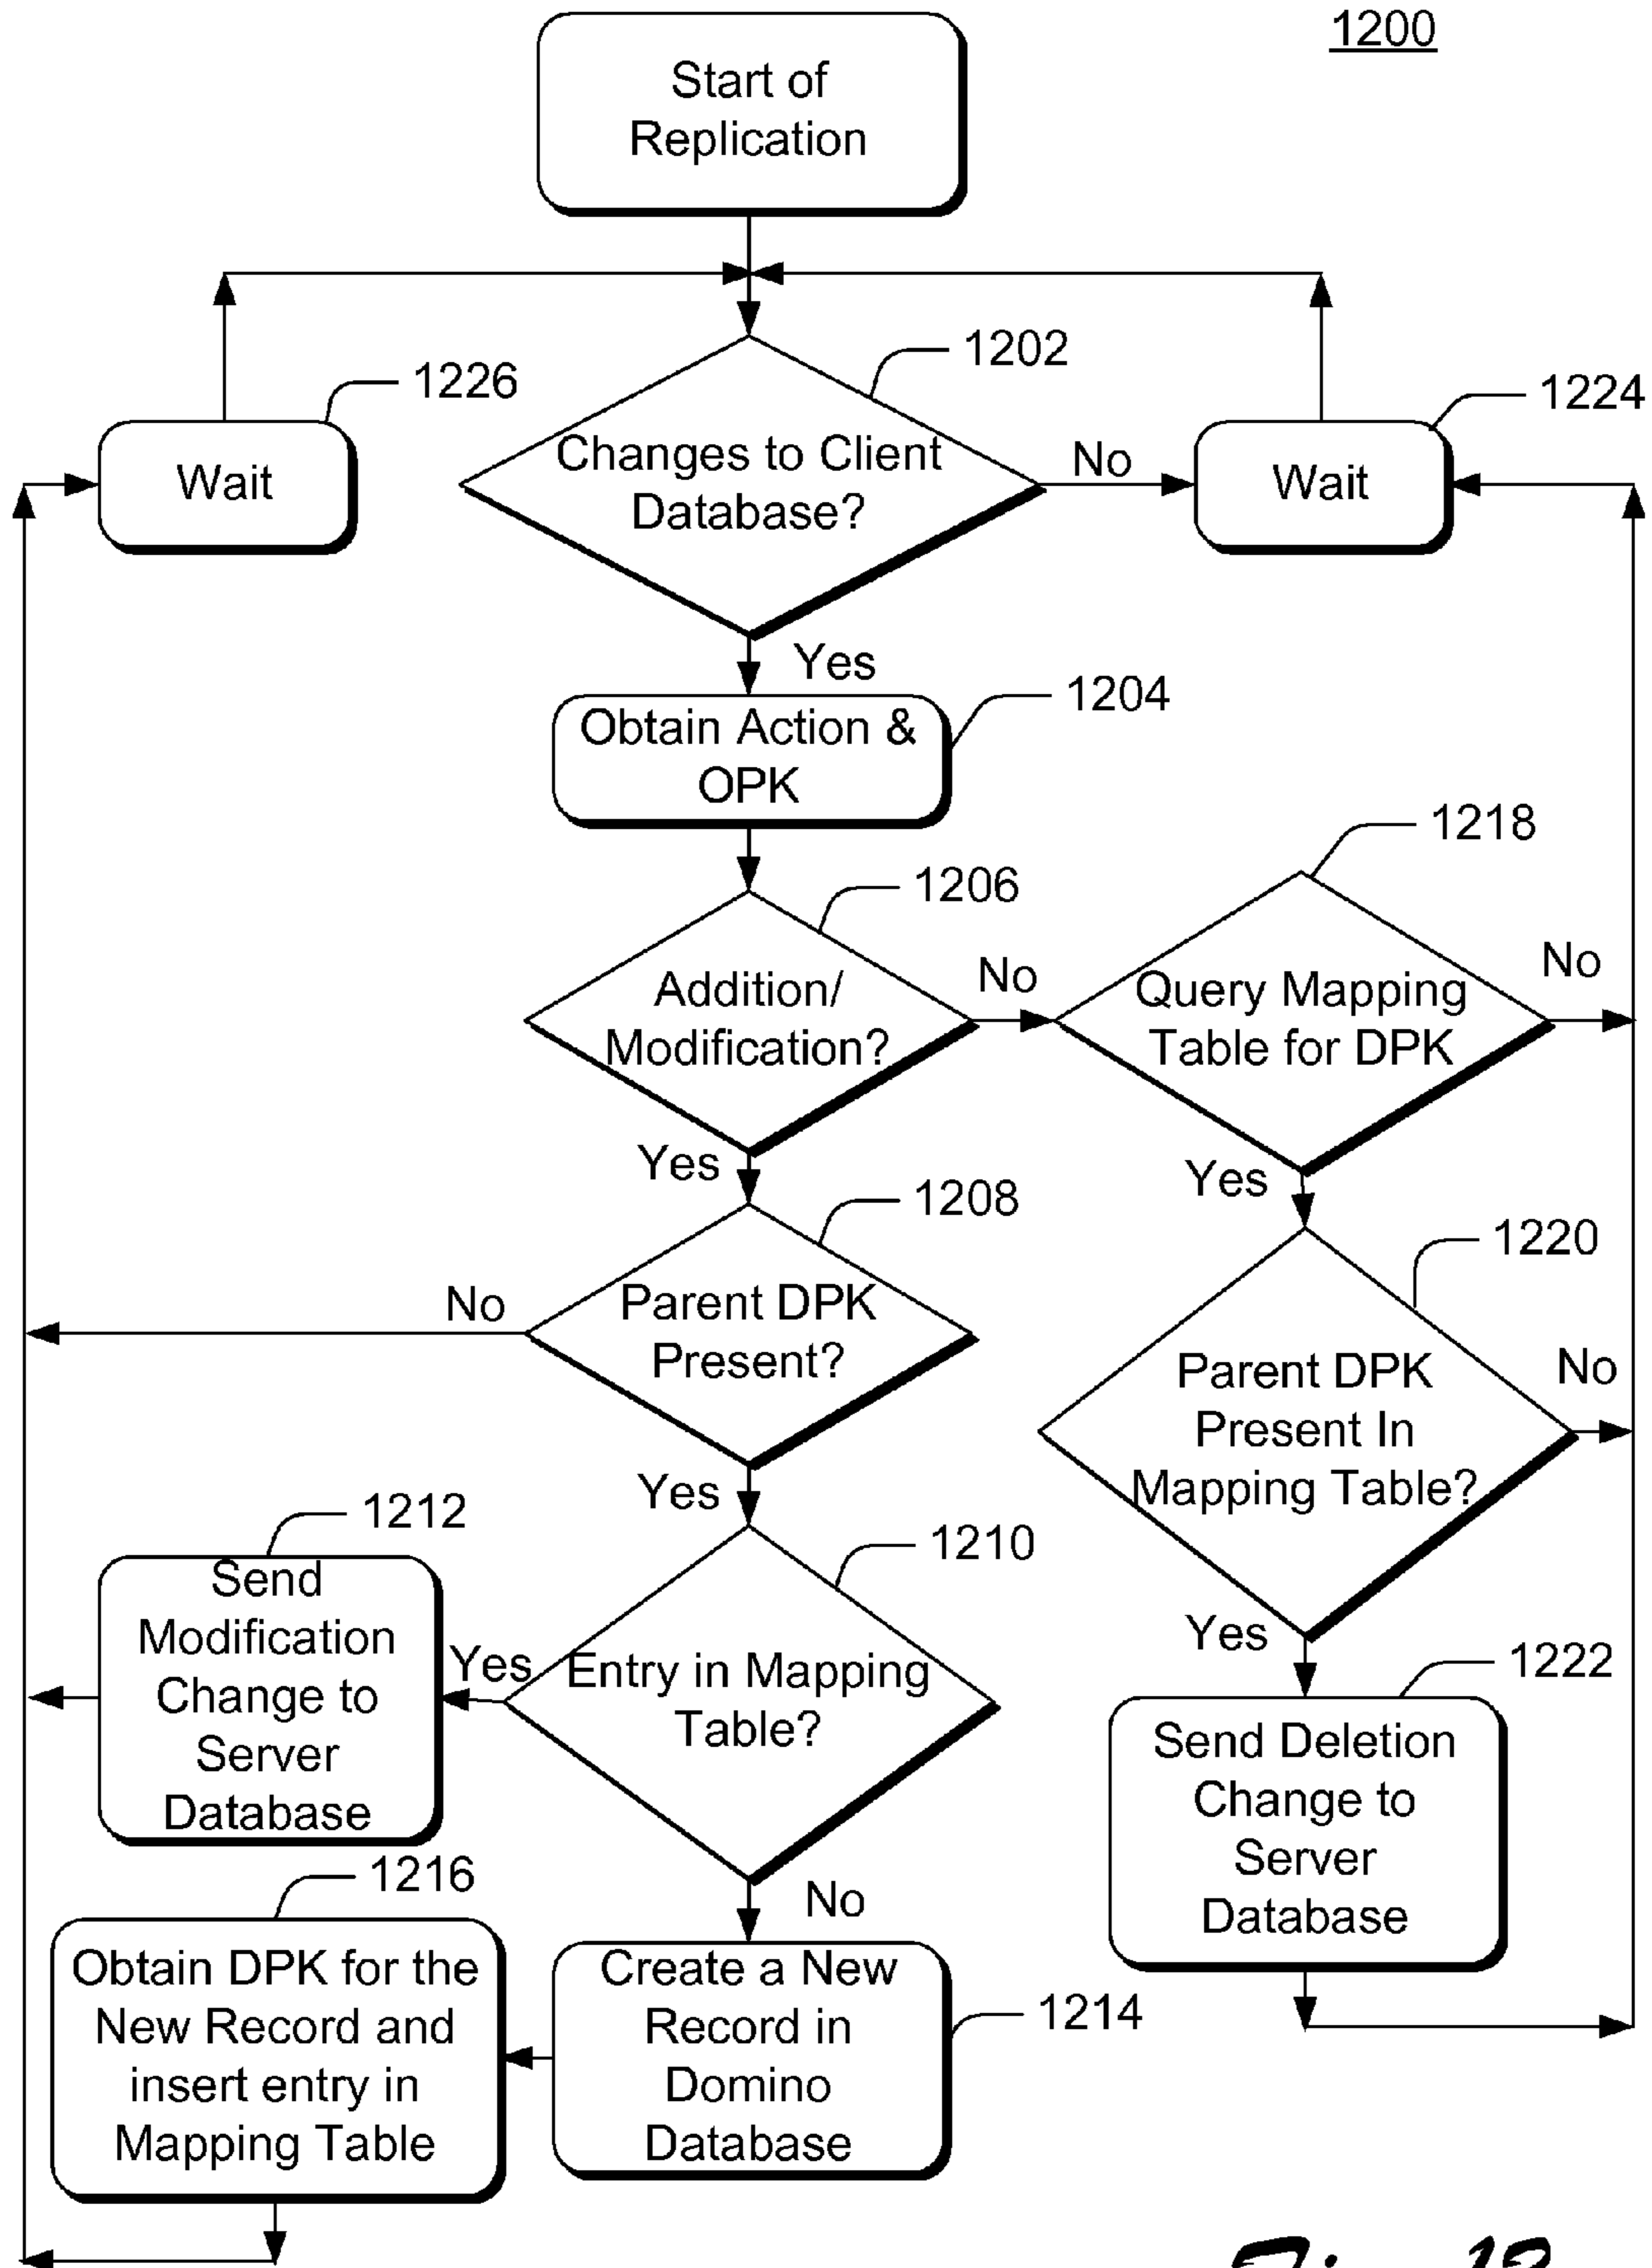 1200
Start of
Replication
1202
1226
1224
Changes to Client
Database?
No
Wait
Wait
Yes
1204
Obtain Action &
OPK
1218
1206
No
No
Addition/
Modification?
Query Mapping
Table for DPK
Yes
Yes
1208
1220
No
Parent DPK
Present?
No
Parent DPK
Present In
Mapping Table?
Yes
1212
1210
Send
Modification
Change to
Server
Database
Yes
Entry in Mapping
Table?
Yes
1222
Send Deletion
Change to
Server
Database
1216
No
Obtain DPK for the
New Record and
insert entry in
Mapping Table
Create a New
Record in
Domino
Database
1214